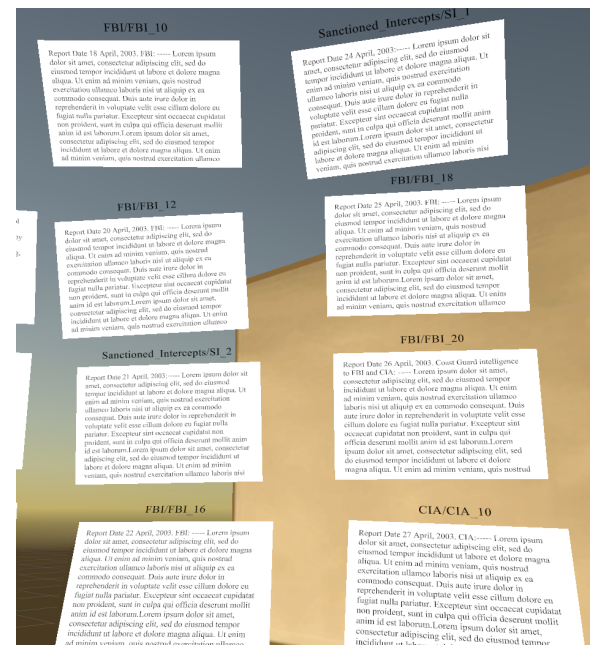 FBI/FBI_10
Report Date 18 April, 2003. FBI: ----- Lorem ipsum
dolor sit amet, consectetur adipiscing elit, sed do
eiusmod tempor incididunt ut labore et dolore magna
aliqua. Ut enim ad minim veniam, quis nostrud
exercitation ullamco laboris nisi ut aliquip ex ea
commodo consequat. Duis aute irure dolor in
reprehenderit in voluptate velit esse cillum dolore eu
fugiat nulla pariatur. Excepteur sint occaecat cupidatat
non proident, sunt in culpa qui officia deserunt mollit
anim id est laborum.Lorem ipsum dolor sit amet,
consectetur adipiscing elit, sed do eiusmod tempor
incididunt ut labore et dolore magna aliqua. Ut enim
ad minim veniam, quis nostrud exercitation ullamco
FBI/FBI_12
Report Date 20 April, 2003. FBI: ----- Lorem ipsum
dolor sit amet, consectetur adipiscing elit, sed do
eiusmod tempor incididunt ut labore et dolore magna
aliqua. Ut enim ad minim veniam, quis nostrud
exercitation ullamco laboris nisi ut aliquip ex ea
commodo consequat. Duis aute irure dolor in
reprehenderit in voluptate velit esse cillum dolore eu
fugiat nulla pariatur. Excepteur sint occaecat cupidatat
non proident, sunt in culpa qui officia deserunt mollit
anim id est laborum.Lorem ipsum dolor sit amet,
consectetur adipiscing elit, sed do eiusmod tempor
incididunt ut labore et dolore magna aliqua. Ut enim
ad minim veniam, quis nostrud exercitation ullamco
Sanctioned_Intercepts/SI_2
Report Date 21 April, 2003:----- Lorem ipsum dolor sit
amet, consectetur adipiscing elit, sed do eiusmod
tempor incididunt ut labore et dolore magna aliqua. Ut
enim ad minim veniam, quis nostrud exercitation
ullamco laboris nisi ut aliquip ex ea commodo
consequat. Duis aute irure dolor in reprehenderit in
voluptate velit esse cillum dolore eu fugiat nulla
pariatur. Excepteur sint occaecat cupidatat non
proident, sunt in culpa qui officia deserunt mollit anim
id est laborum.Lorem ipsum dolor sit amet, consectetur
adipiscing elit, sed do eiusmod tempor incididunt ut
labore et dolore magna aliqua. Ut enim ad minim
veniam, quis nostrud exercitation ullamco laboris nisi
FBI/FBI_16
Report Date 22 April, 2003. FBI: ----- Lorem ipsum
dolor sit amet, consectetur adipiscing elit, sed do
eiusmod tempor incididunt ut labore et dolore magna
aliqua. Ut enim ad minim veniam, quis nostrud
exercitation ullamco laboris nisi ut aliquip ex ea
commodo consequat. Duis aute irure dolor in
reprehenderit in voluptate velit esse cillum dolore eu
fugiat nulla pariatur. Excepteur sint occaecat cupidatat
non proident, sunt in culpa qui officia deserunt mollit
anim id est laborum.Lorem ipsum dolor sit amet,
consectetur adipiscing elit, sed do eiusmod tempor
incididunt ut labore et dolore magna aliqua. Ut enim
ad minim veniam, quis nostrud exercitation ullamco
Sanctioned_Intercepts/SI_1
Report Date 24 April, 2003:----- Lorem ipsum dolor sit
amet, consectetur adipiscing elit, sed do eiusmod
tempor incididunt ut labore et dolore magna aliqua. Ut
enim ad minim veniam, quis nostrud exercitation
ullamco laboris nisi ut aliquip ex ea commodo
consequat. Duis aute irure dolor in reprehenderit in
voluptate velit esse cillum dolore eu fugiat nulla
pariatur. Excepteur sint occaecat cupidatat non
proident, sunt in culpa qui officia deserunt mollit anim
id est laborum.Lorem ipsum dolor sit amet, consectetur
adipiscing elit, sed do eiusmod tempor incididunt ut
labore et dolore magna aliqua. Ut enim ad minim
veniam, quis nostrud exercitation ullamco laboris nisi
FBI/FBI_18
Report Date 25 April, 2003. FBI: ----- Lorem ipsum
dolor sit amet, consectetur adipiscing elit, sed do
eiusmod tempor incididunt ut labore et dolore magna
aliqua. Ut enim ad minim veniam, quis nostrud
exercitation ullamco laboris nisi ut aliquip ex ea
commodo consequat. Duis aute irure dolor in
reprehenderit in voluptate velit esse cillum dolore eu
fugiat nulla pariatur. Excepteur sint occaecat cupidatat
non proident, sunt in culpa qui officia deserunt mollit
anim id est laborum.Lorem ipsum dolor sit amet,
consectetur adipiscing elit, sed do eiusmod tempor
incididunt ut labore et dolore magna aliqua. Ut enim
ad minim veniam, quis nostrud exercitation ullamco
FBI/FBI_20
Report Date 26 April, 2003. Coast Guard intelligence
to FBI and CIA: ----- Lorem ipsum dolor sit amet,
consectetur adipiscing elit, sed do eiusmod tempor
incididunt ut labore et dolore magna aliqua. Ut enim
ad minim veniam, quis nostrud exercitation ullamco
laboris nisi ut aliquip ex ea commodo consequat. Duis
aute irure dolor in reprehenderit in voluptate velit esse
cillum dolore eu fugiat nulla pariatur. Excepteur sint
occaecat cupidatat non proident, sunt in culpa qui
officia deserunt mollit anim id est laborum.Lorem
ipsum dolor sit amet, consectetur adipiscing elit, sed
do eiusmod tempor incididunt ut labore et dolore
magna aliqua. Ut enim ad minim veniam, quis nostrud
CIA/CIA_10
Report Date 27 April, 2003. CIA:----- Lorem ipsum
dolor sit amet, consectetur adipiscing elit, sed do
eiusmod tempor incididunt ut labore et dolore magna
aliqua. Ut enim ad minim veniam, quis nostrud
exercitation ullamco laboris nisi ut aliquip ex ea
commodo consequat. Duis aute irure dolor in
reprehenderit in voluptate velit esse cillum dolore eu
fugiat nulla pariatur. Excepteur sint occaecat cupidatat
non proident, sunt in culpa qui officia deserunt mollit
anim id est laborum.Lorem ipsum dolor sit amet,
consectetur adipiscing elit, sed do eiusmod tempor